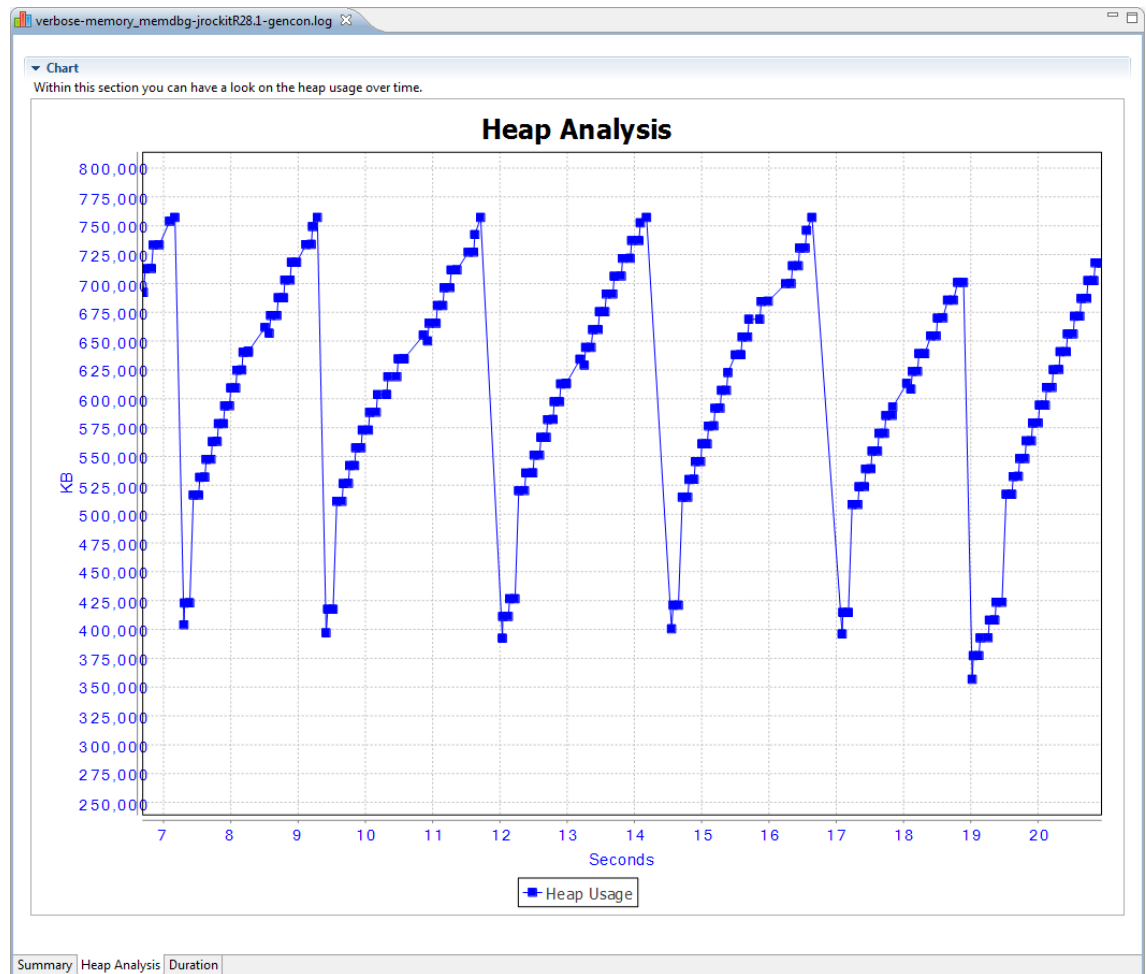 verbose-memory_memdbg-jrockitR28.1-gencon.log
Chart
Within this section you can have a look on the heap usage over time.
Heap Analysis
800,000
775,000
750,000
725,000
700,000
675,000
650,000
625,000
600,000
575,000
550,000
525,000
500,000
475,000
450,000
425,000
400,000
375,000
350,000
325,000
300,000
275,000
250,000
KB
7 8 9 10 11 12 13 14 15 16 17 18 19 20
Seconds
Heap Usage
Summary Heap Analysis Duration